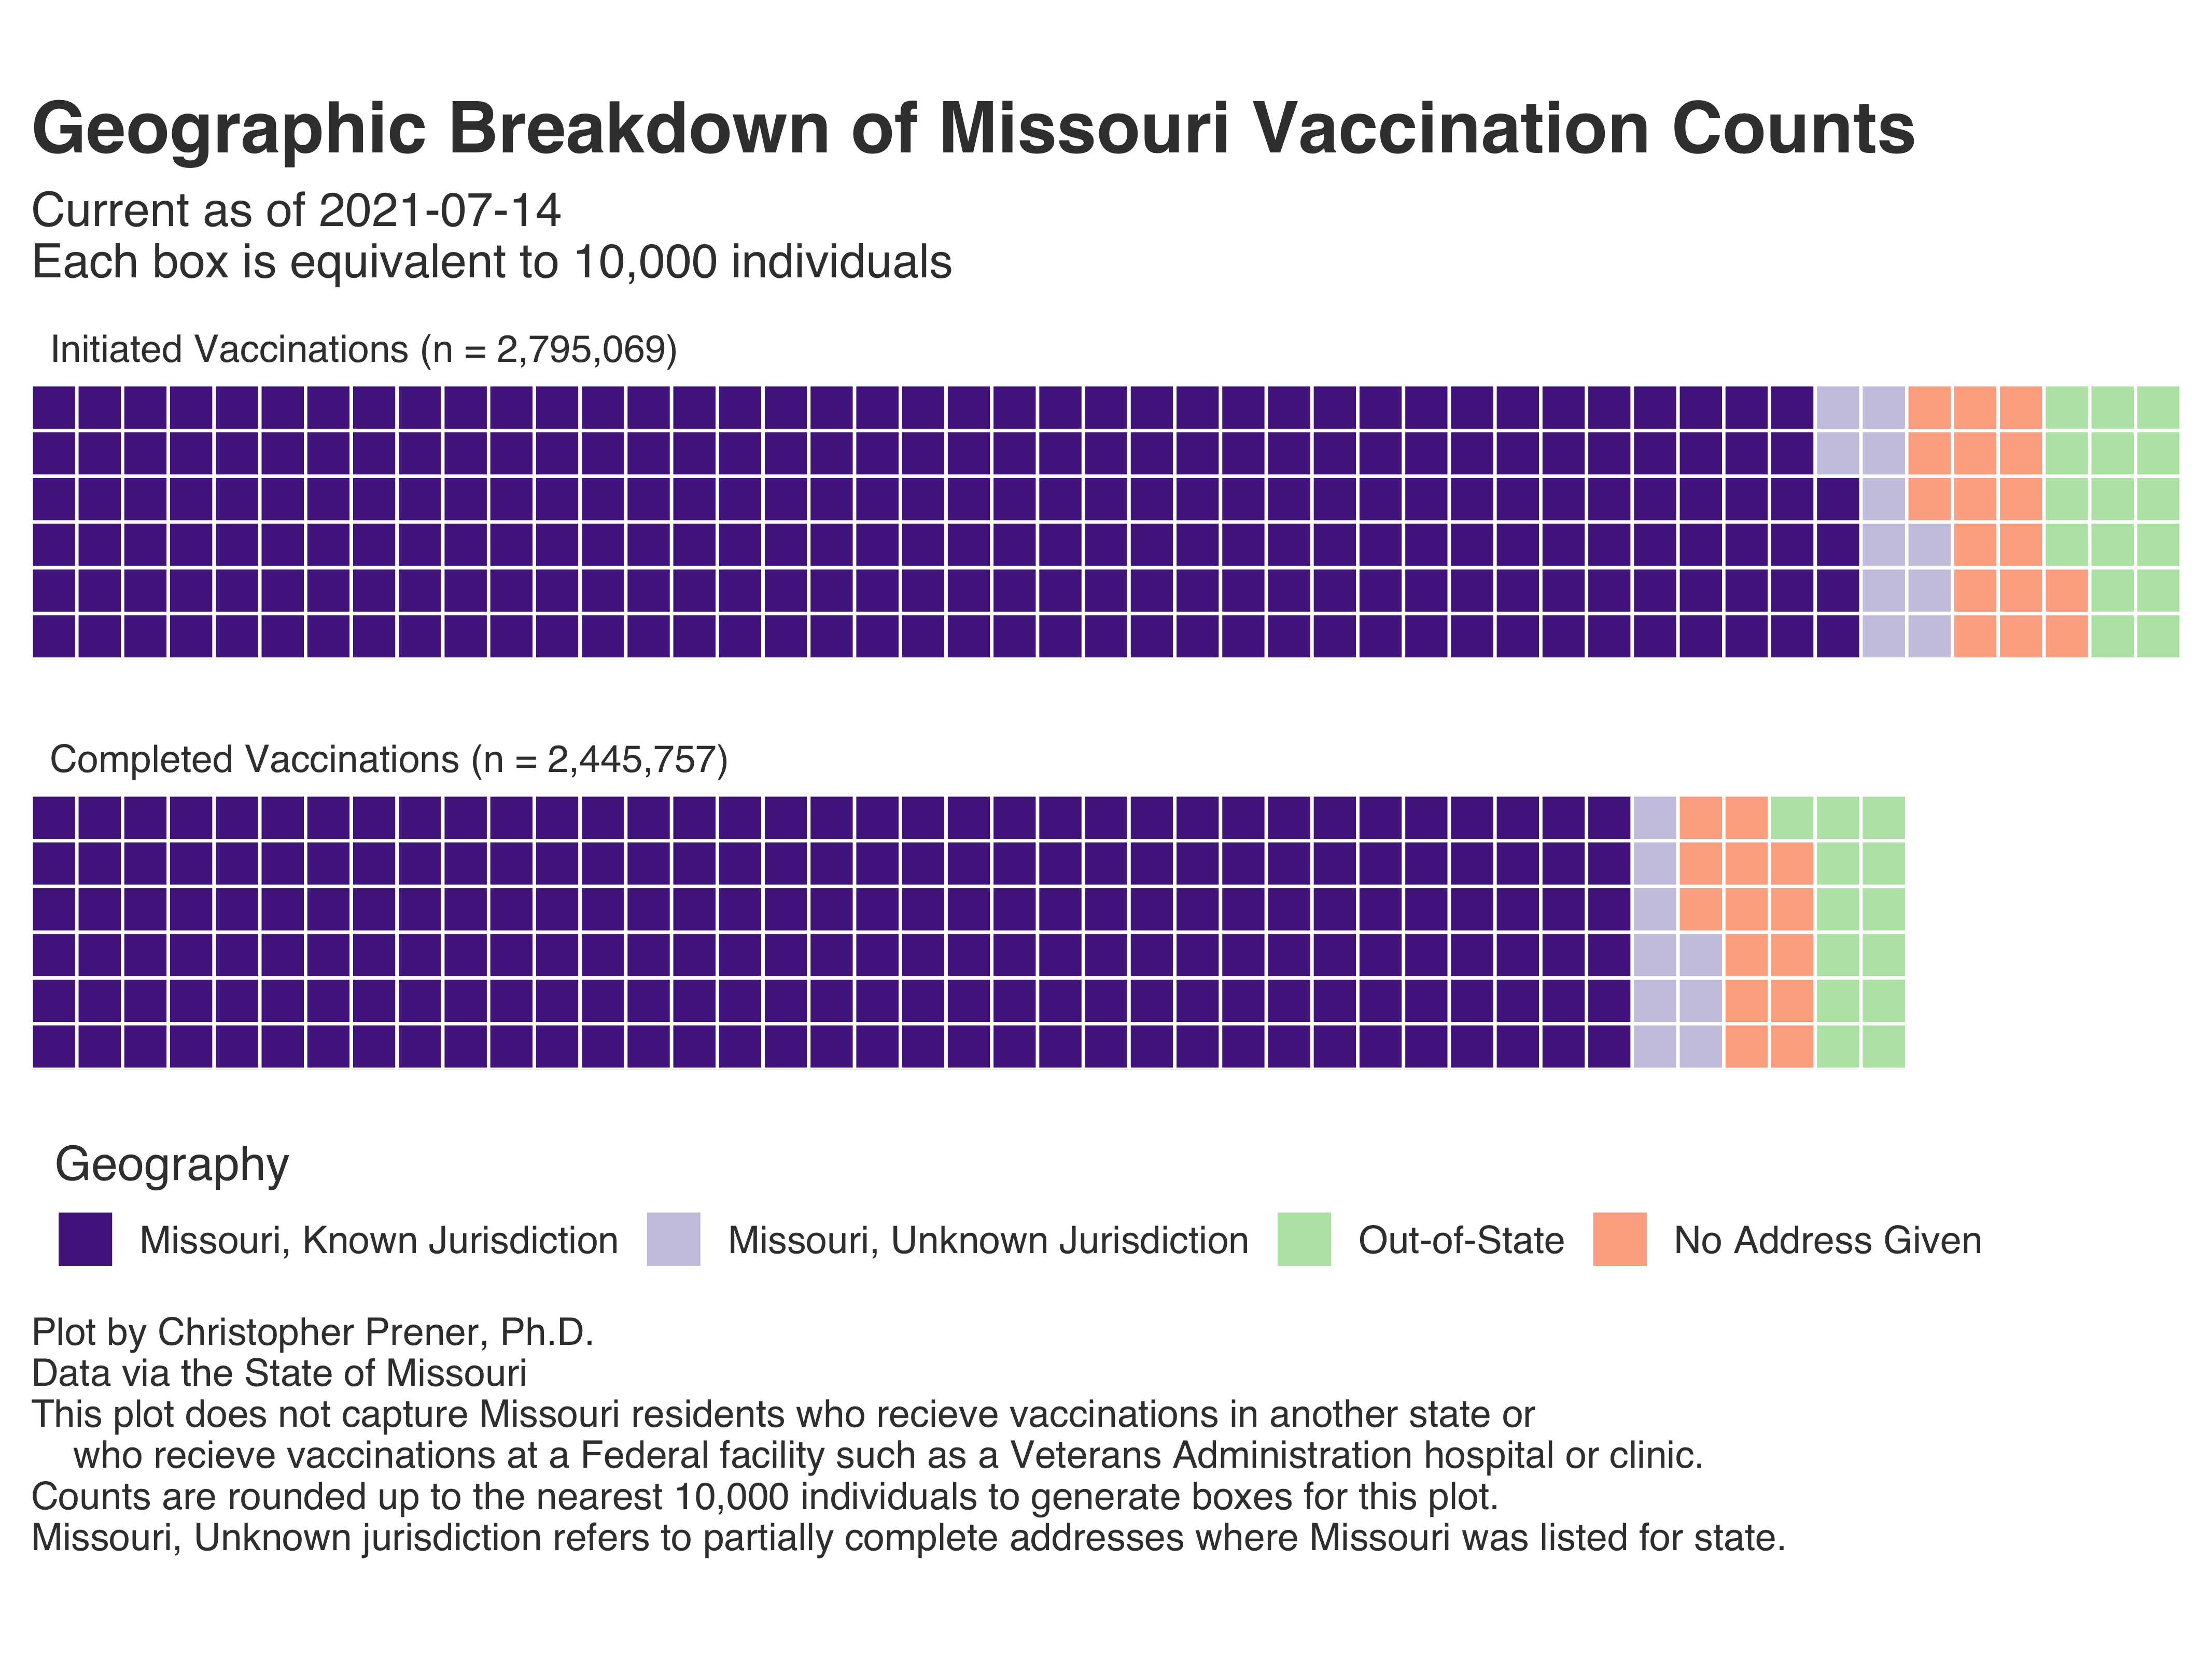 Geographic Breakdown of Missouri Vaccination Counts
Current as of 2021-07-14
Each box is equivalent to 10,000 individuals
Initiated Vaccinations (n = 2,795,069)
Completed Vaccinations (n = 2,445,757)
Geography
Missouri, Known Jurisdiction Missouri, Unknown Jurisdiction Out-of-State No Address Given
Plot by Christopher Prener, Ph.D.
Data via the State of Missouri
This plot does not capture Missouri residents who recieve vaccinations in another state or
who recieve vaccinations at a Federal facility such as a Veterans Administration hospital or clinic.
Counts are rounded up to the nearest 10,000 individuals to generate boxes for this plot.
Missouri, Unknown jurisdiction refers to partially complete addresses where Missouri was listed for state.